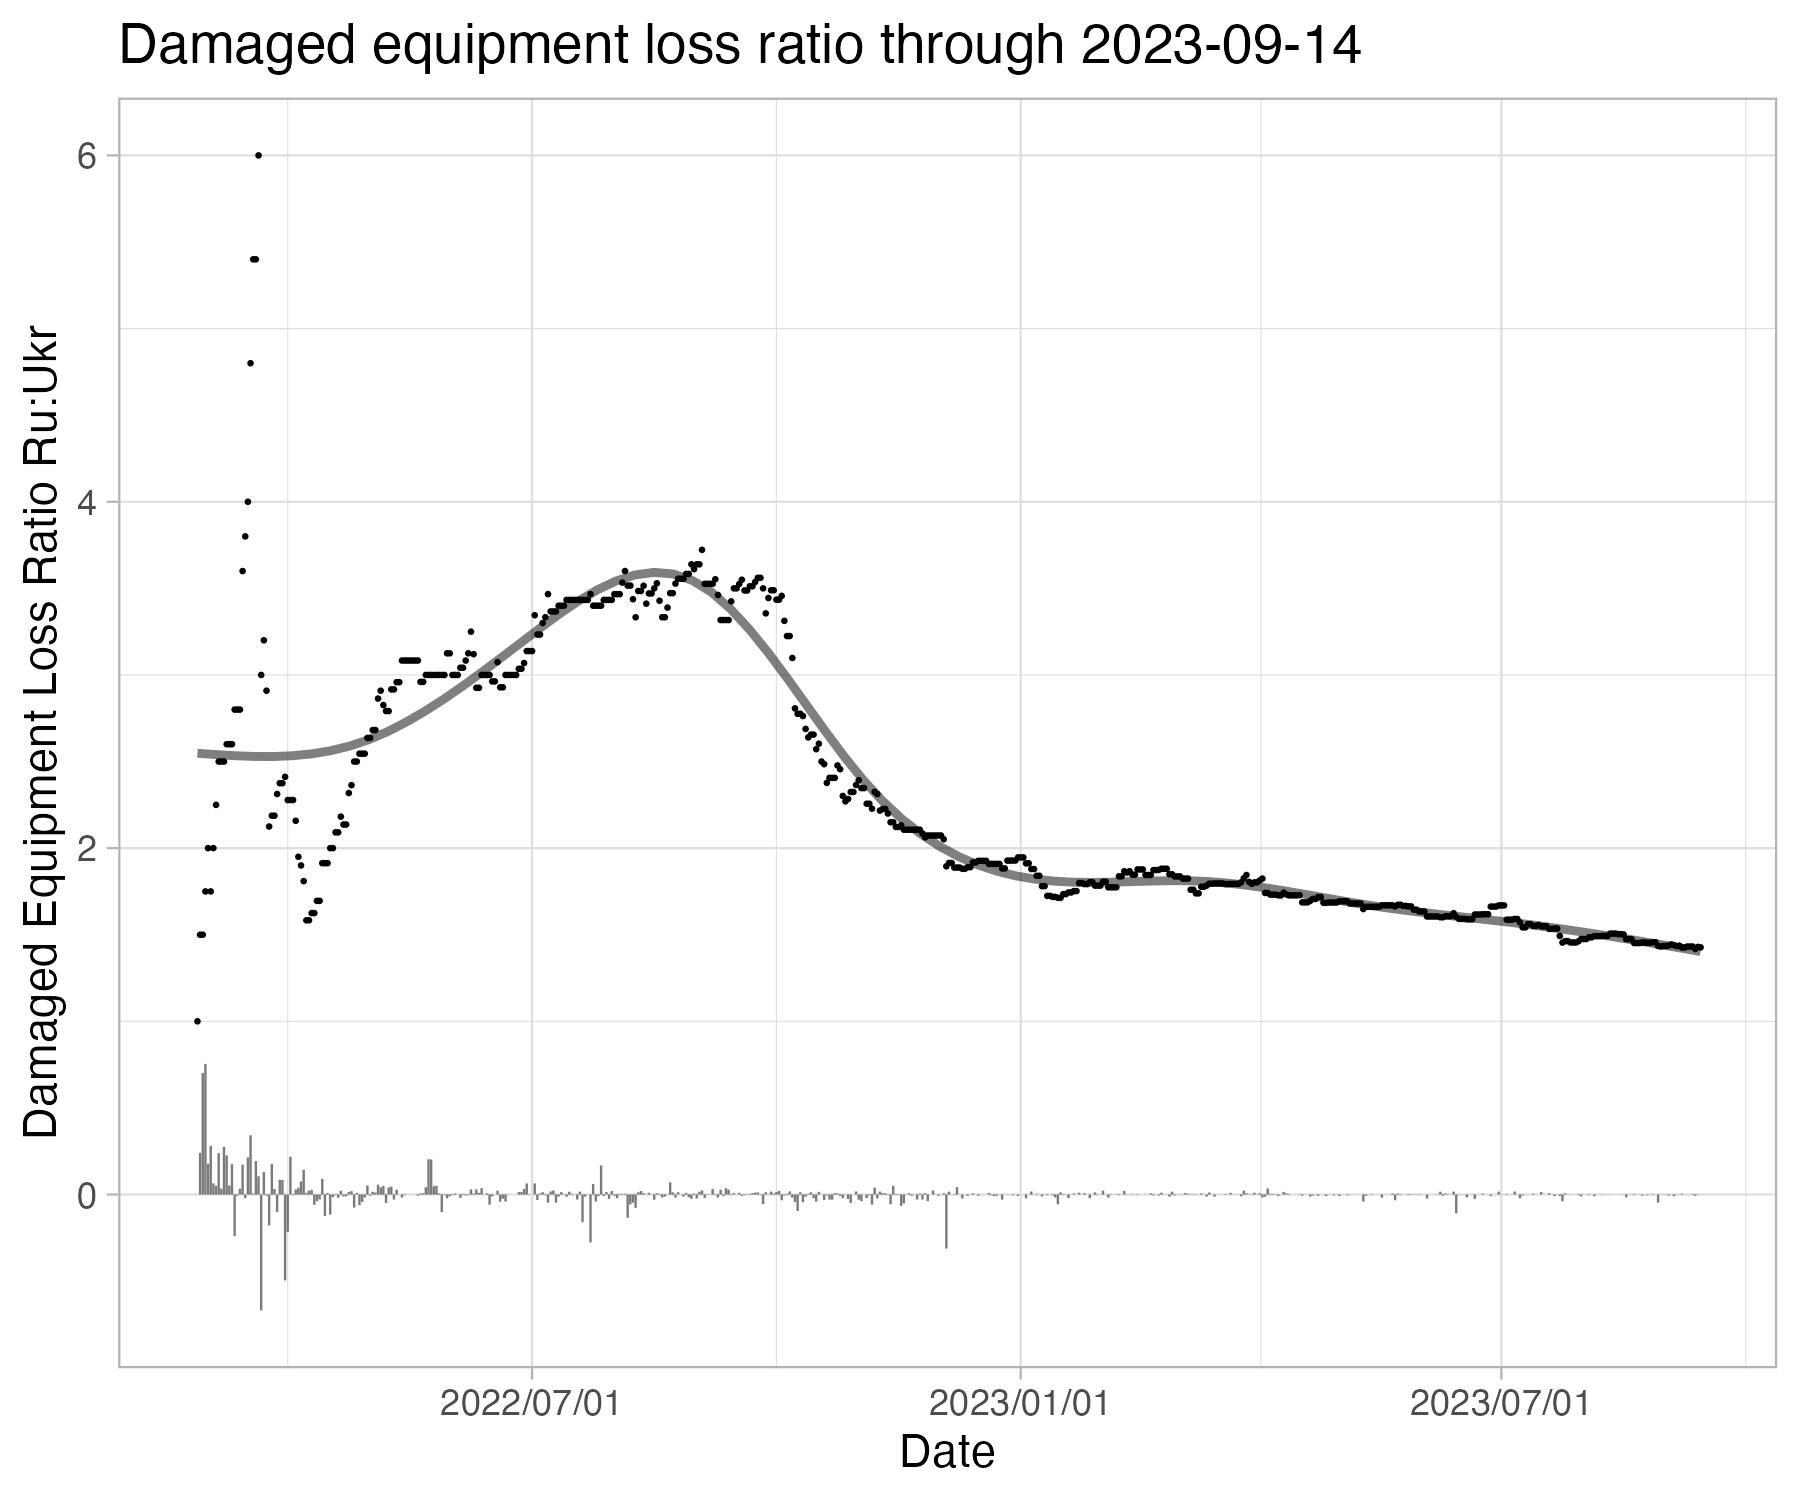 Damaged equipment loss ratio through 2023-09-14
Damaged Equipment Loss Ratio Ru:Ukr
6
4
2
0
2022/07/01
2023/01/01
2023/07/01
Date